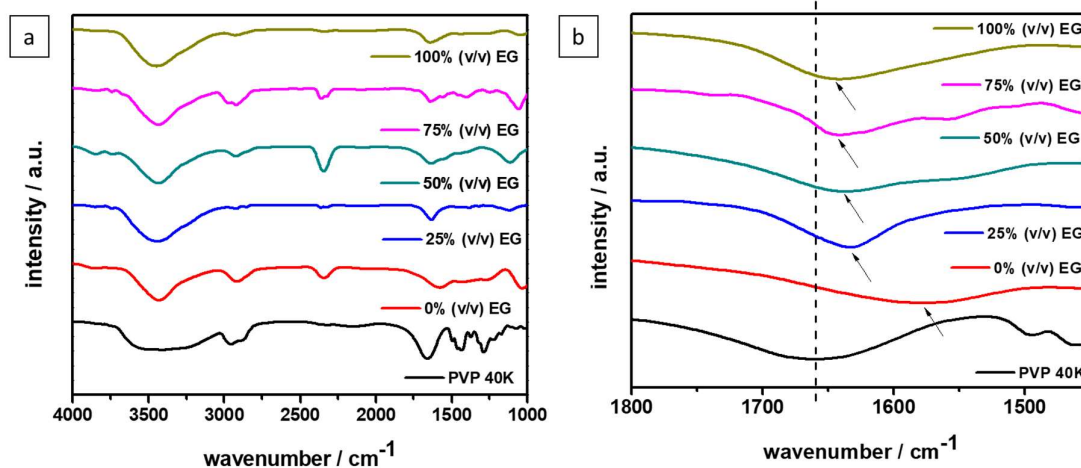 a
100% (v/v) EG
75% (v/v) EG
50% (v/v) EG
25% (v/v) EG
0% (v/v) EG
PVP 40K
intensity / a.u.
4000 3500 3000 2500 2000 1500 1000
wavenumber / cm-1
b
100% (v/v) EG
75% (v/v) EG
50% (v/v) EG
25% (v/v) EG
0% (v/v) EG
PVP 40K
intensity / a.u.
1800 1700 1600 1500
wavenumber / cm-1